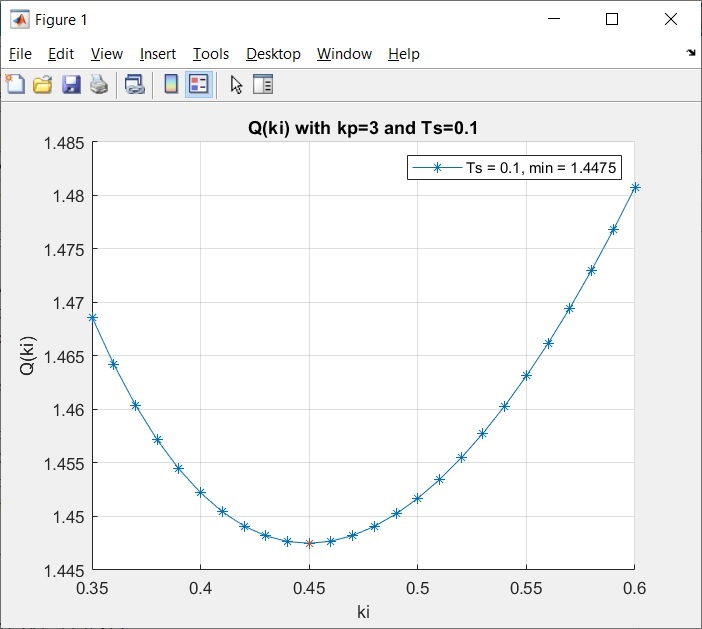 Figure 1
File Edit View Insert Tools Desktop Window Help
Q(ki) with kp=3 and Ts=0.1
Ts = 0.1, min = 1.4475
1.485
1.48
1.475
1.47
1.465
1.46
1.455
1.45
1.445
Q(ki)
0.35 0.4 0.45 0.5 0.55 0.6
ki